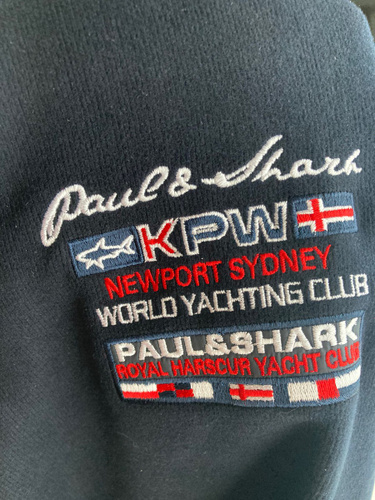 Paul & Shark
KPW
NEWPORT SYDNEY
WORLD YACHTING CLUB
PAUL&SHARK
ROYAL HARSCUR YACHT CLUB